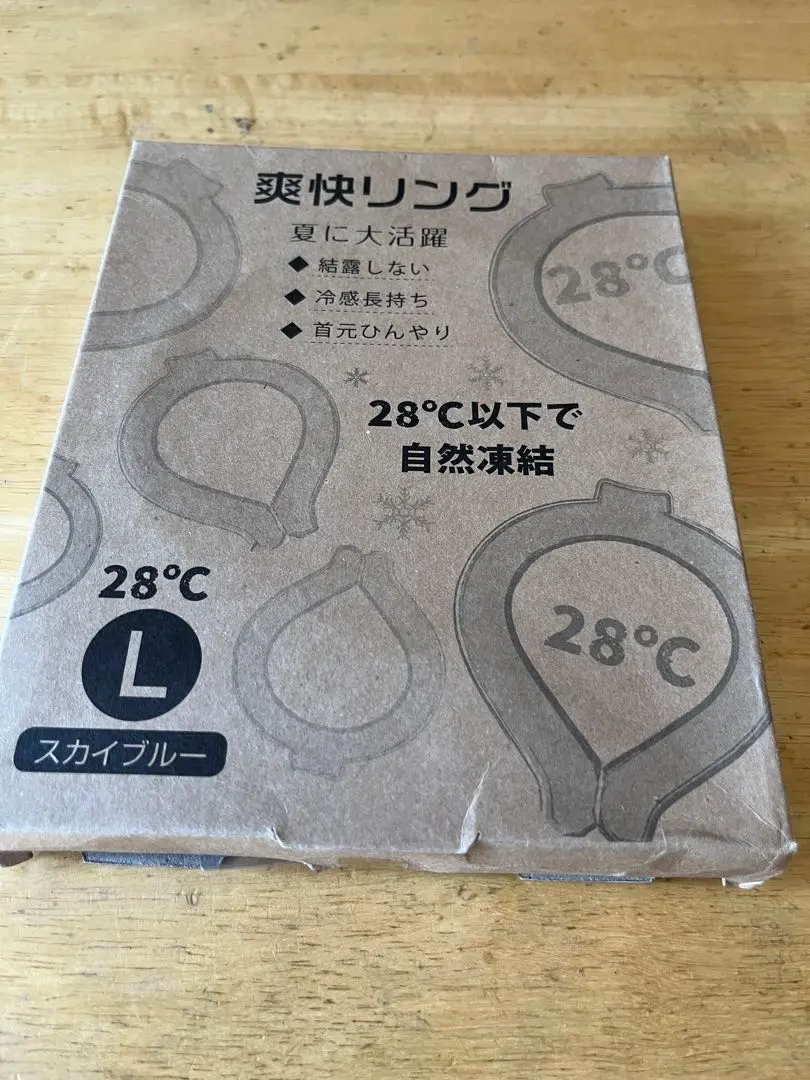 爽快リング
夏に大活躍
◆ 結露しない
◆ 冷感長持ち
◆ 首元ひんやり
28℃
28℃以下で
自然凍結
28℃
L
スカイブルー
28℃